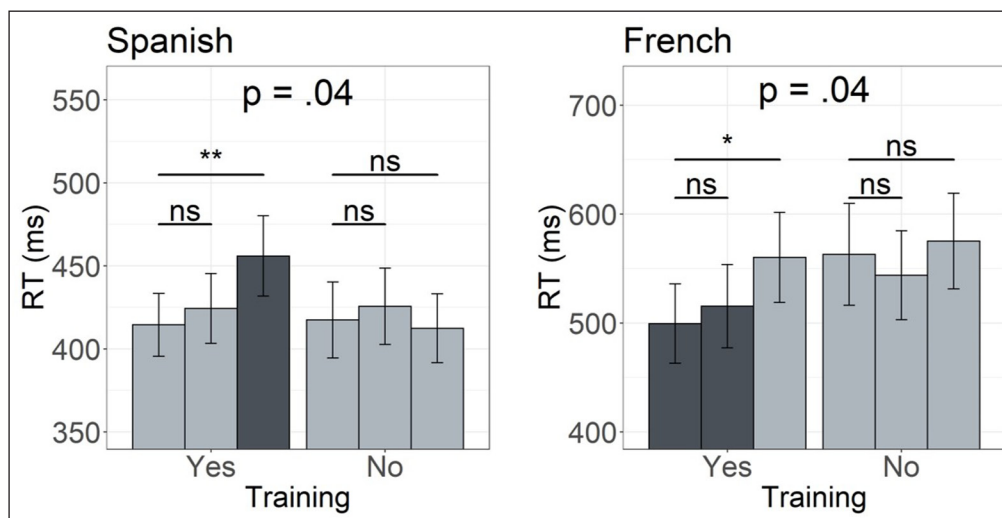 Spanish
p = .04
550
500
450
400
350
RT (ms)
**
ns
ns
ns
Yes
No
Training
French
p = .04
700
600
500
400
RT (ms)
*
ns
ns
ns
Yes
No
Training